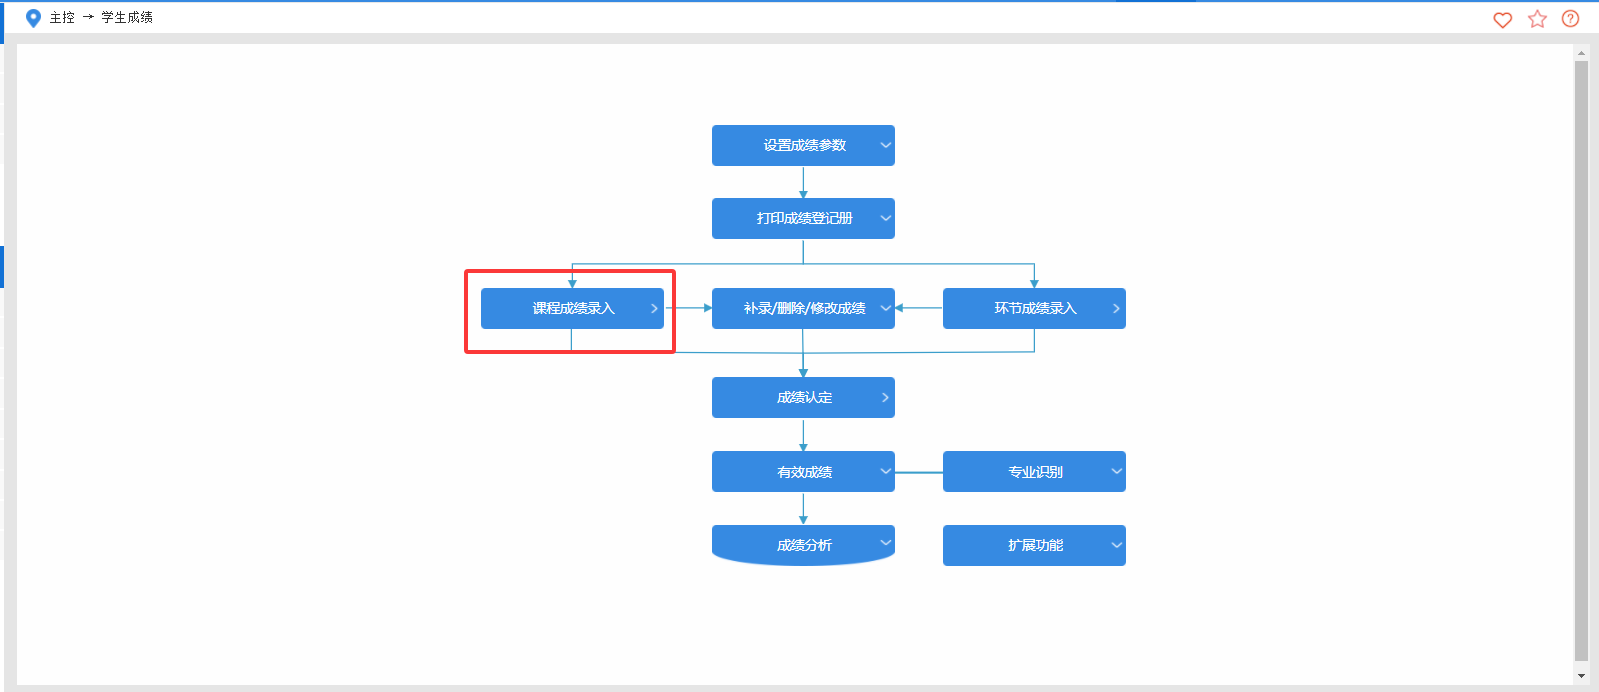 主控 → 学生成绩
设置成绩参数
打印成绩登记册
课程成绩录入
补录/删除/修改成绩
环节成绩录入
成绩认定
有效成绩
专业识别
成绩分析
扩展功能